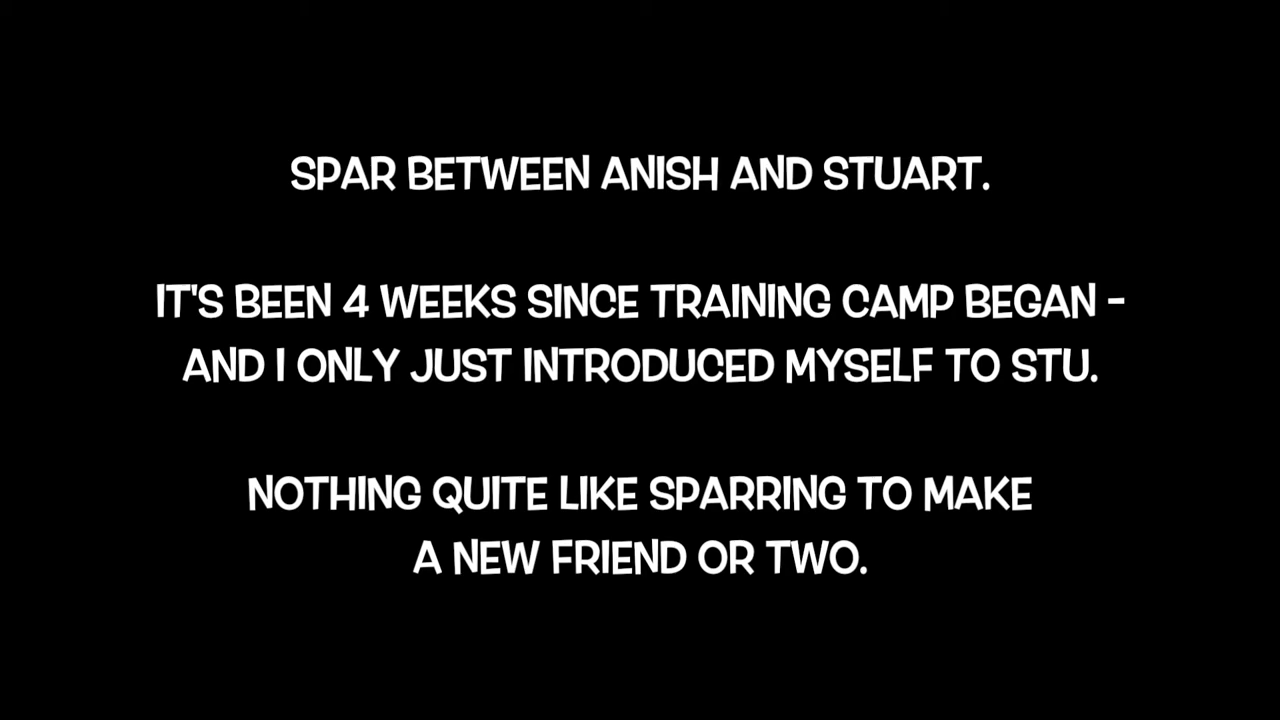 SPAR BETWEEN ANISH AND STUART.
IT'S BEEN 4 WEEKS SINCE TRAINING CAMP BEGAN -
AND I ONLY JUST INTRODUCED MYSELF TO STU.
NOTHING QUITE LIKE SPARRING TO MAKE
A NEW FRIEND OR TWO.